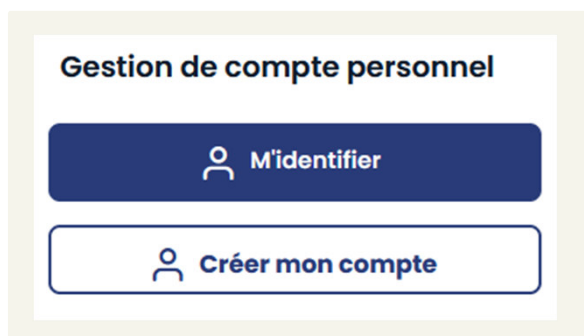 Gestion de compte personnel
M'identifier
Créer mon compte